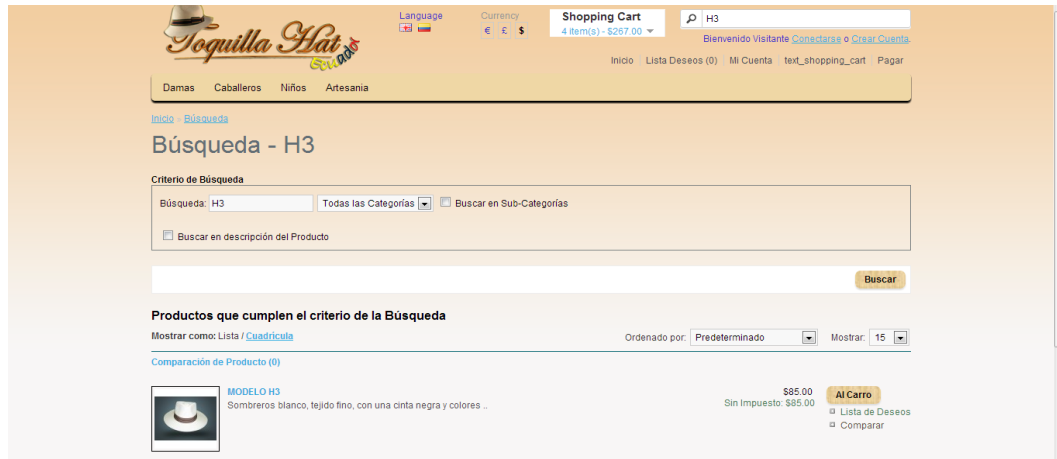 Toquilla Hat
Ecuador
Language
Currency
€ £ $
Shopping Cart
4 item(s) - $267.00
H3
Bienvenido Visitante Conectarse o Crear Cuenta.
Inicio Lista Deseos (0) Mi Cuenta text_shopping_cart Pagar
Damas Caballeros Niños Artesania
Inicio » Búsqueda
Búsqueda - H3
Criterio de Búsqueda
Búsqueda: H3 Todas las Categorías Buscar en Sub-Categorías
Buscar en descripción del Producto
Buscar
Productos que cumplen el criterio de la Búsqueda
Mostrar como: Lista / Cuadricula Ordenado por: Predeterminado Mostrar: 15
Comparación de Producto (0)
MODELO H3
Sombreros blanco, tejido fino, con una cinta negra y colores ..
$85.00
Sin Impuesto: $85.00
Al Carro
Lista de Deseos
Comparar